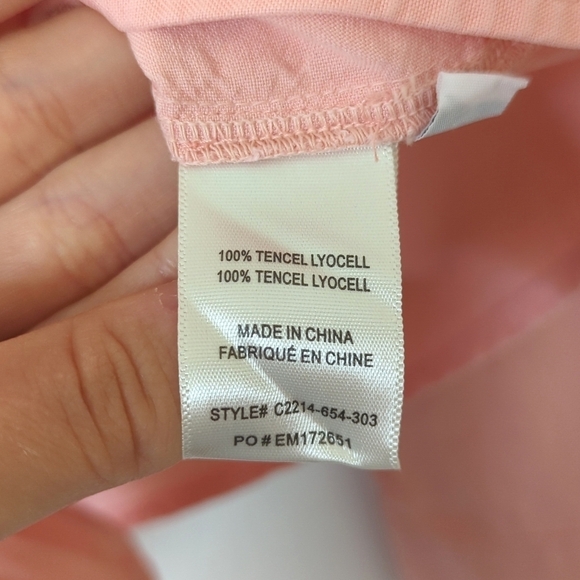 100% TENCEL LYOCELL
100% TENCEL LYOCELL
MADE IN CHINA
FABRIQUÉ EN CHINE
STYLE# C2214-654-303
PO # EM172651